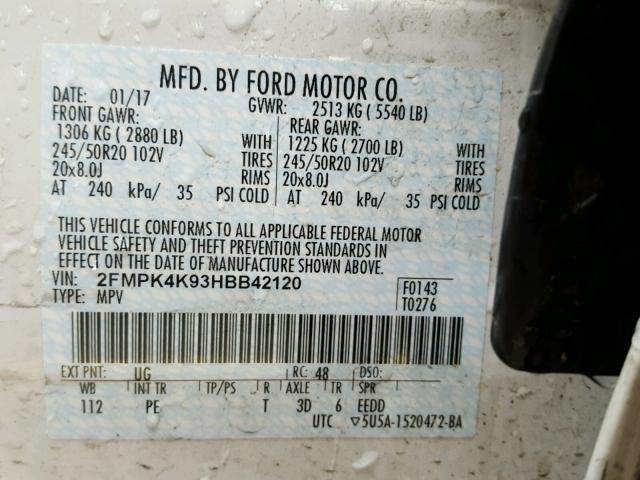 MFD. BY FORD MOTOR CO.
DATE: 01/17 GVWR: 2513 KG ( 5540 LB)
FRONT GAWR: REAR GAWR:
1306 KG ( 2880 LB) WITH 1225 KG ( 2700 LB) WITH
245/50R20 102V TIRES 245/50R20 102V TIRES
20x8.0J RIMS 20x8.0J RIMS
AT 240 kPa/ 35 PSI COLD AT 240 kPa/ 35 PSI COLD
THIS VEHICLE CONFORMS TO ALL APPLICABLE FEDERAL MOTOR
VEHICLE SAFETY AND THEFT PREVENTION STANDARDS IN
EFFECT ON THE DATE OF MANUFACTURE SHOWN ABOVE.
VIN: 2FMPK4K93HBB42120 F0143
TYPE: MPV T0276
EXT PNT: UG RC: 48 DSO:
WB INT TR TP/PS R AXLE TR SPR
112 PE T 3D 6 EEDD
UTC ▽5U5A-1520472-BA